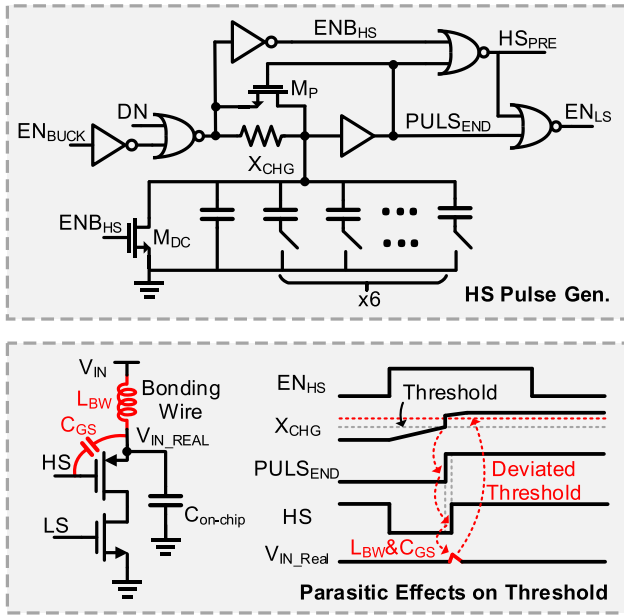 ENB_HS
HS_PRE
M_P
DN
EN_BUCK
X_CHG
PULS_END
EN_LS
ENB_HS
M_DC
x6
HS Pulse Gen.
V_IN
L_BW
Bonding
Wire
C_GS
V_IN_REAL
HS
C_on-chip
LS
EN_HS
Threshold
X_CHG
PULS_END
Deviated
Threshold
HS
L_BW&C_GS
V_IN_Real
Parasitic Effects on Threshold